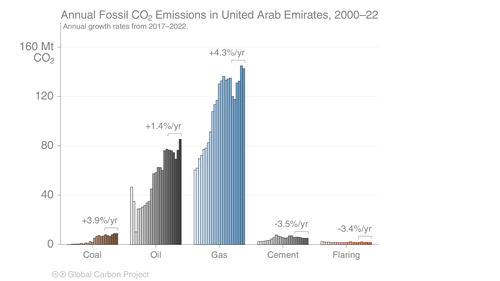 Annual Fossil CO₂ Emissions in United Arab Emirates, 2000–22
Annual growth rates from 2017–2022.
160 Mt
CO₂
120
80
40
0
+3.9%/yr
+1.4%/yr
+4.3%/yr
-3.5%/yr
-3.4%/yr
Coal
Oil
Gas
Cement
Flaring
Global Carbon Project